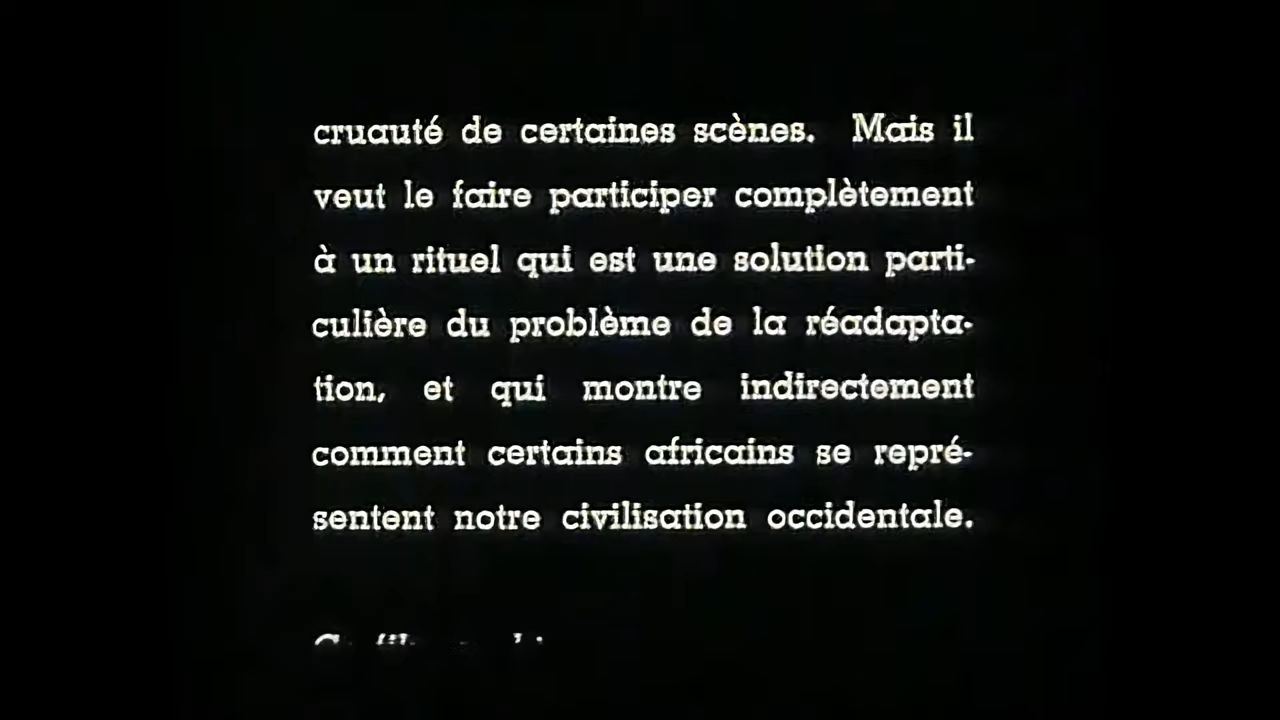 cruauté de certaines scènes. Mais il
veut le faire participer complètement
à un rituel qui est une solution parti-
culière du problème de la réadapta-
tion, et qui montre indirectement
comment certains africains se repré-
sentent notre civilisation occidentale.